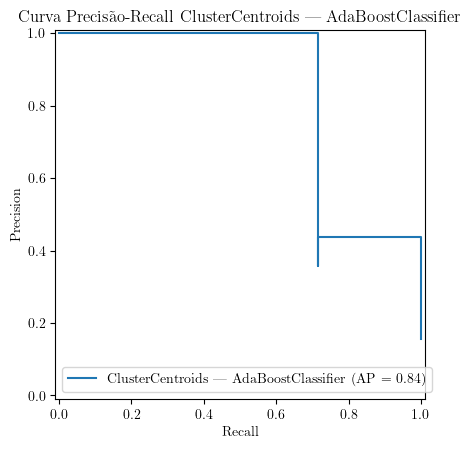 Curva Precisão-Recall ClusterCentroids — AdaBoostClassifier
1.0
0.8
0.6
0.4
0.2
0.0
Precision
ClusterCentroids — AdaBoostClassifier (AP = 0.84)
0.0 0.2 0.4 0.6 0.8 1.0
Recall